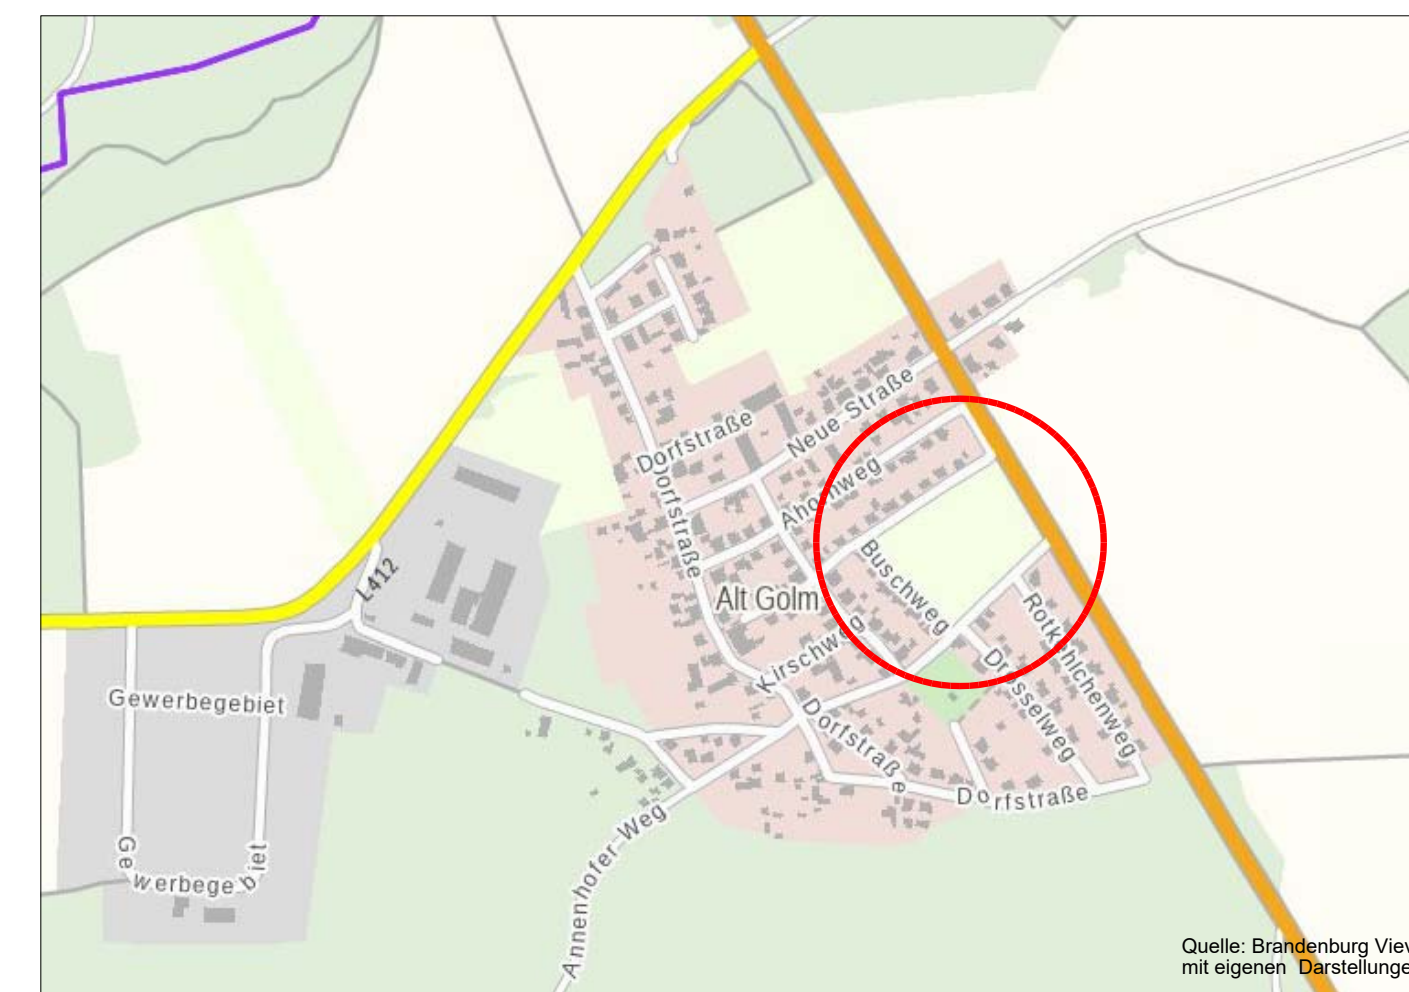 Neue-Straße
Dorfstraße
Dorfstraße
Ahornweg
L412
Buschweg
Alt Golm
Kirschweg
Rotkehlchenweg
Drosselweg
Gewerbegebiet
Dorfstraße
Dorfstraße
Annenhofer-Weg
Gewerbegebiet
Quelle: Brandenburg View
mit eigenen Darstellunge